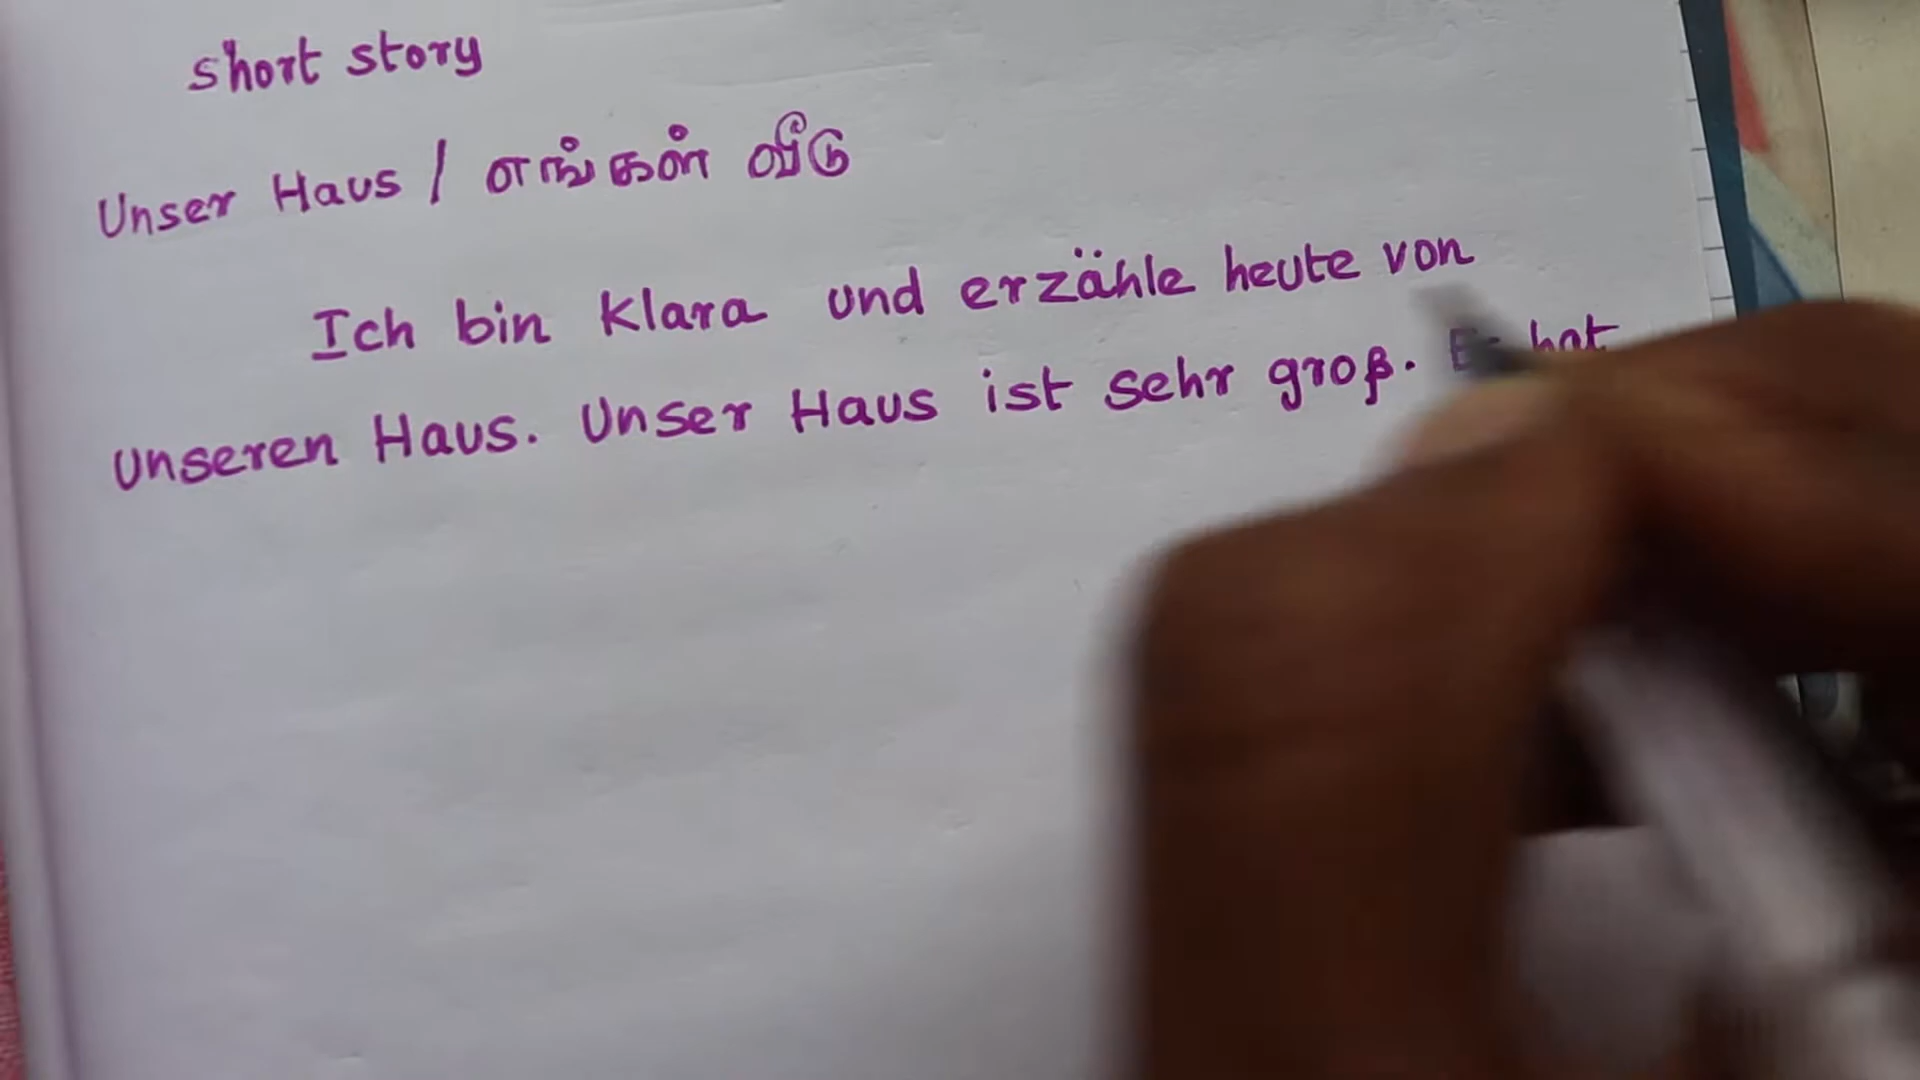 short story
Unser Haus / எங்கள் வீடு
Ich bin Klara und erzähle heute von
unseren Haus. Unser Haus ist sehr groß. hat